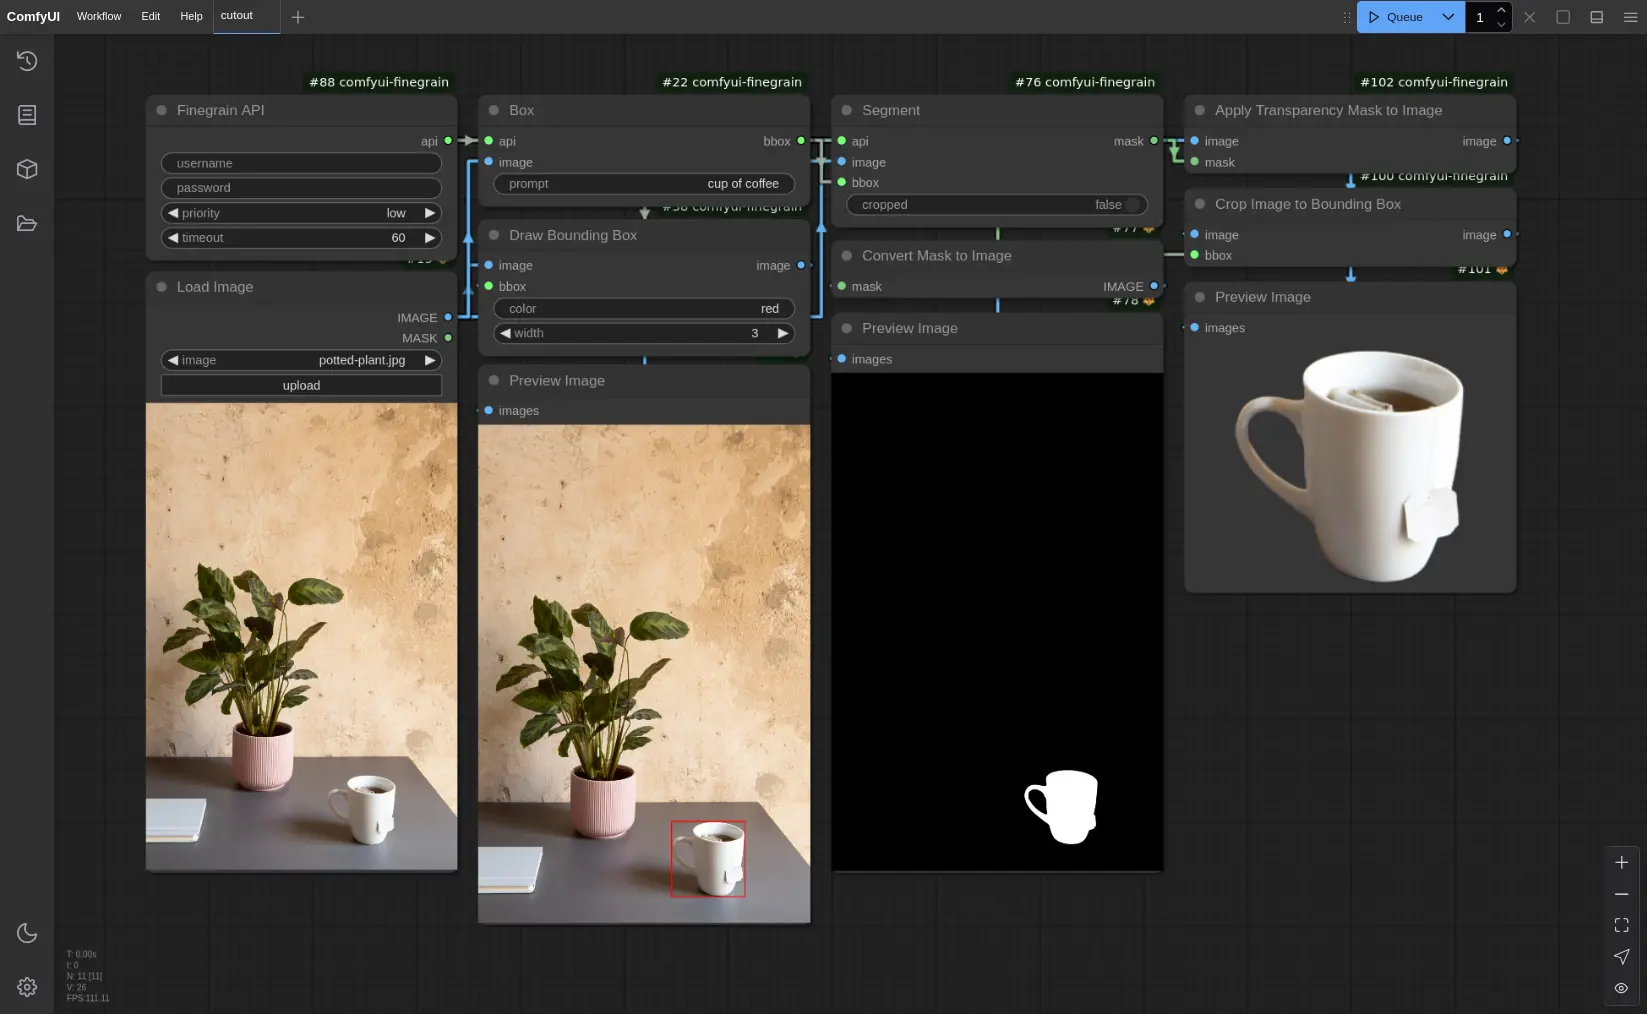 ComfyUI Workflow Edit Help cutout
Queue 1
#88 comfyui-finegrain
Finegrain API
api
username
password
priority low
timeout 60
#13
Load Image
IMAGE
MASK
image potted-plant.jpg
upload
#22 comfyui-finegrain
Box
api bbox
image
prompt cup of coffee
comfyui-finegrain
Draw Bounding Box
image image
bbox
color red
width 3
Preview Image
images
#76 comfyui-finegrain
Segment
api mask
image
bbox
cropped false
#77
Convert Mask to Image
mask IMAGE
#78
Preview Image
images
#102 comfyui-finegrain
Apply Transparency Mask to Image
image image
mask
#100 comfyui-finegrain
Crop Image to Bounding Box
image image
bbox
#101
Preview Image
images
T: 0.00s
I: 0
N: 11 [11]
V: 26
FPS:111.11